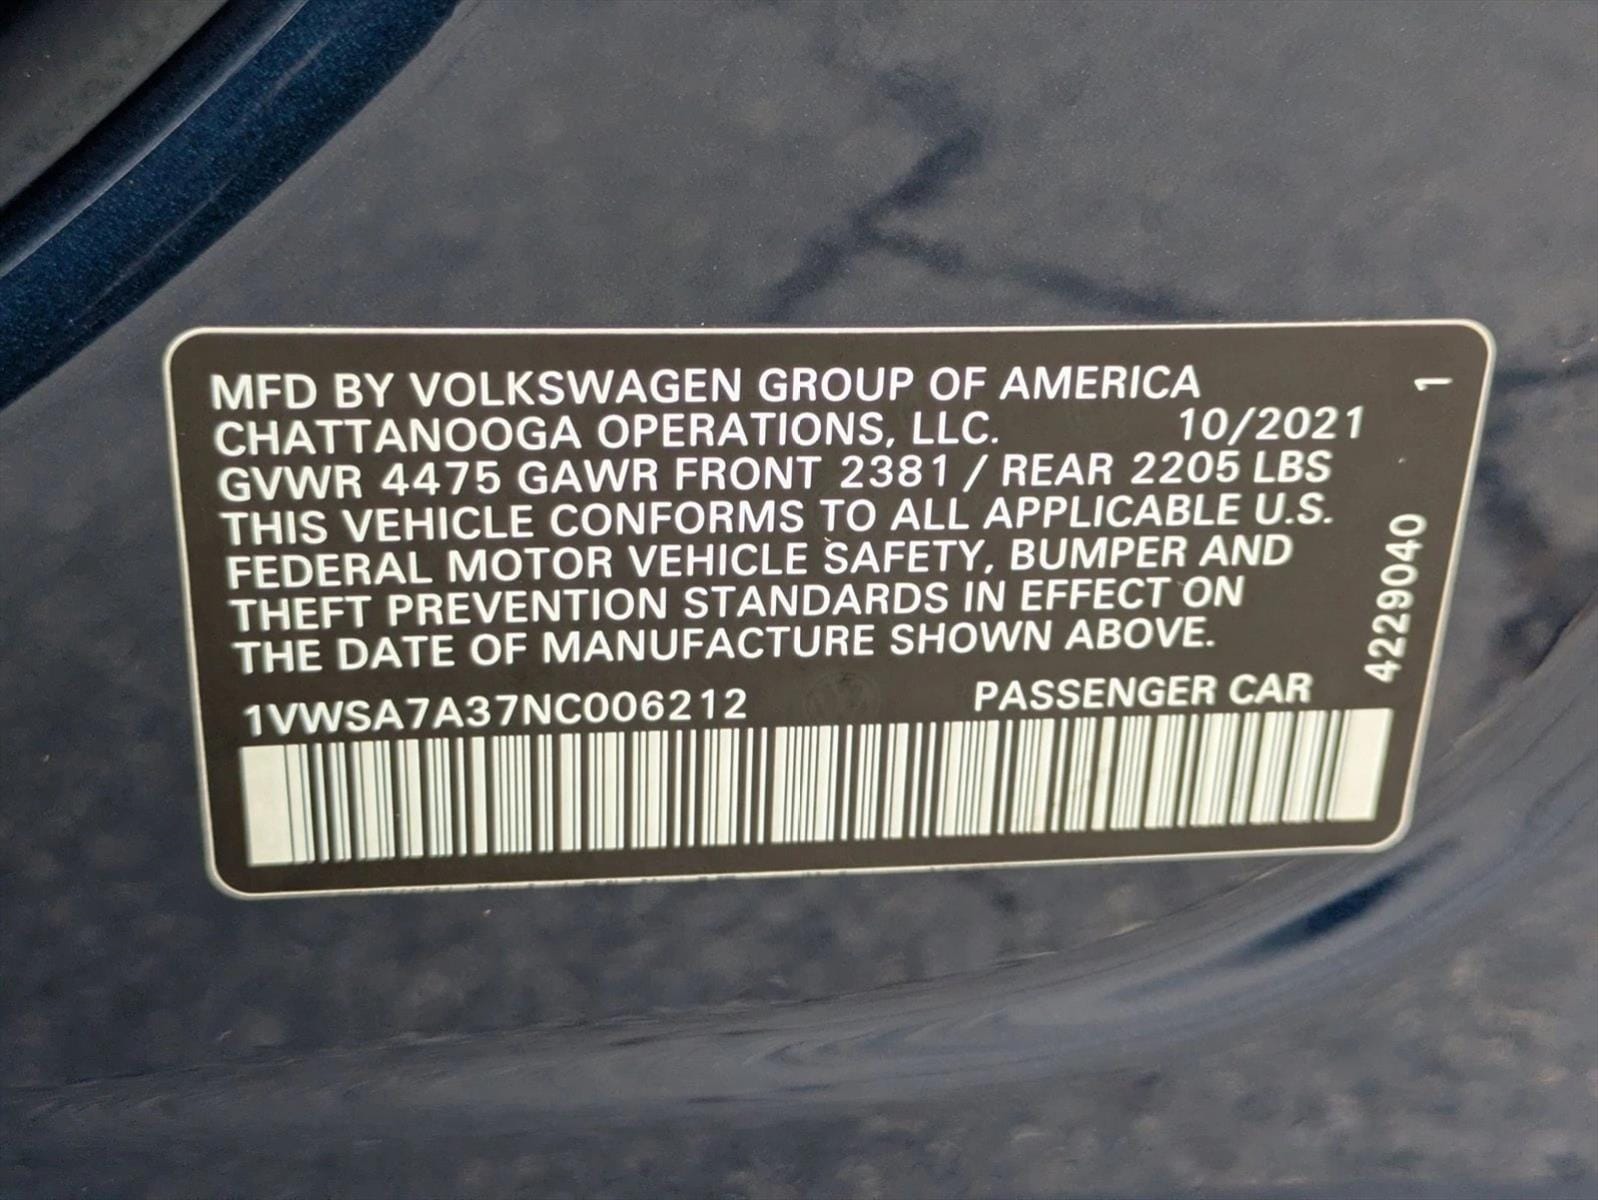 MFD BY VOLKSWAGEN GROUP OF AMERICA
CHATTANOOGA OPERATIONS, LLC. 10/2021
GVWR 4475 GAWR FRONT 2381 / REAR 2205 LBS
THIS VEHICLE CONFORMS TO ALL APPLICABLE U.S.
FEDERAL MOTOR VEHICLE SAFETY, BUMPER AND
THEFT PREVENTION STANDARDS IN EFFECT ON
THE DATE OF MANUFACTURE SHOWN ABOVE.
1VWSA7A37NC006212 PASSENGER CAR
4229040 1